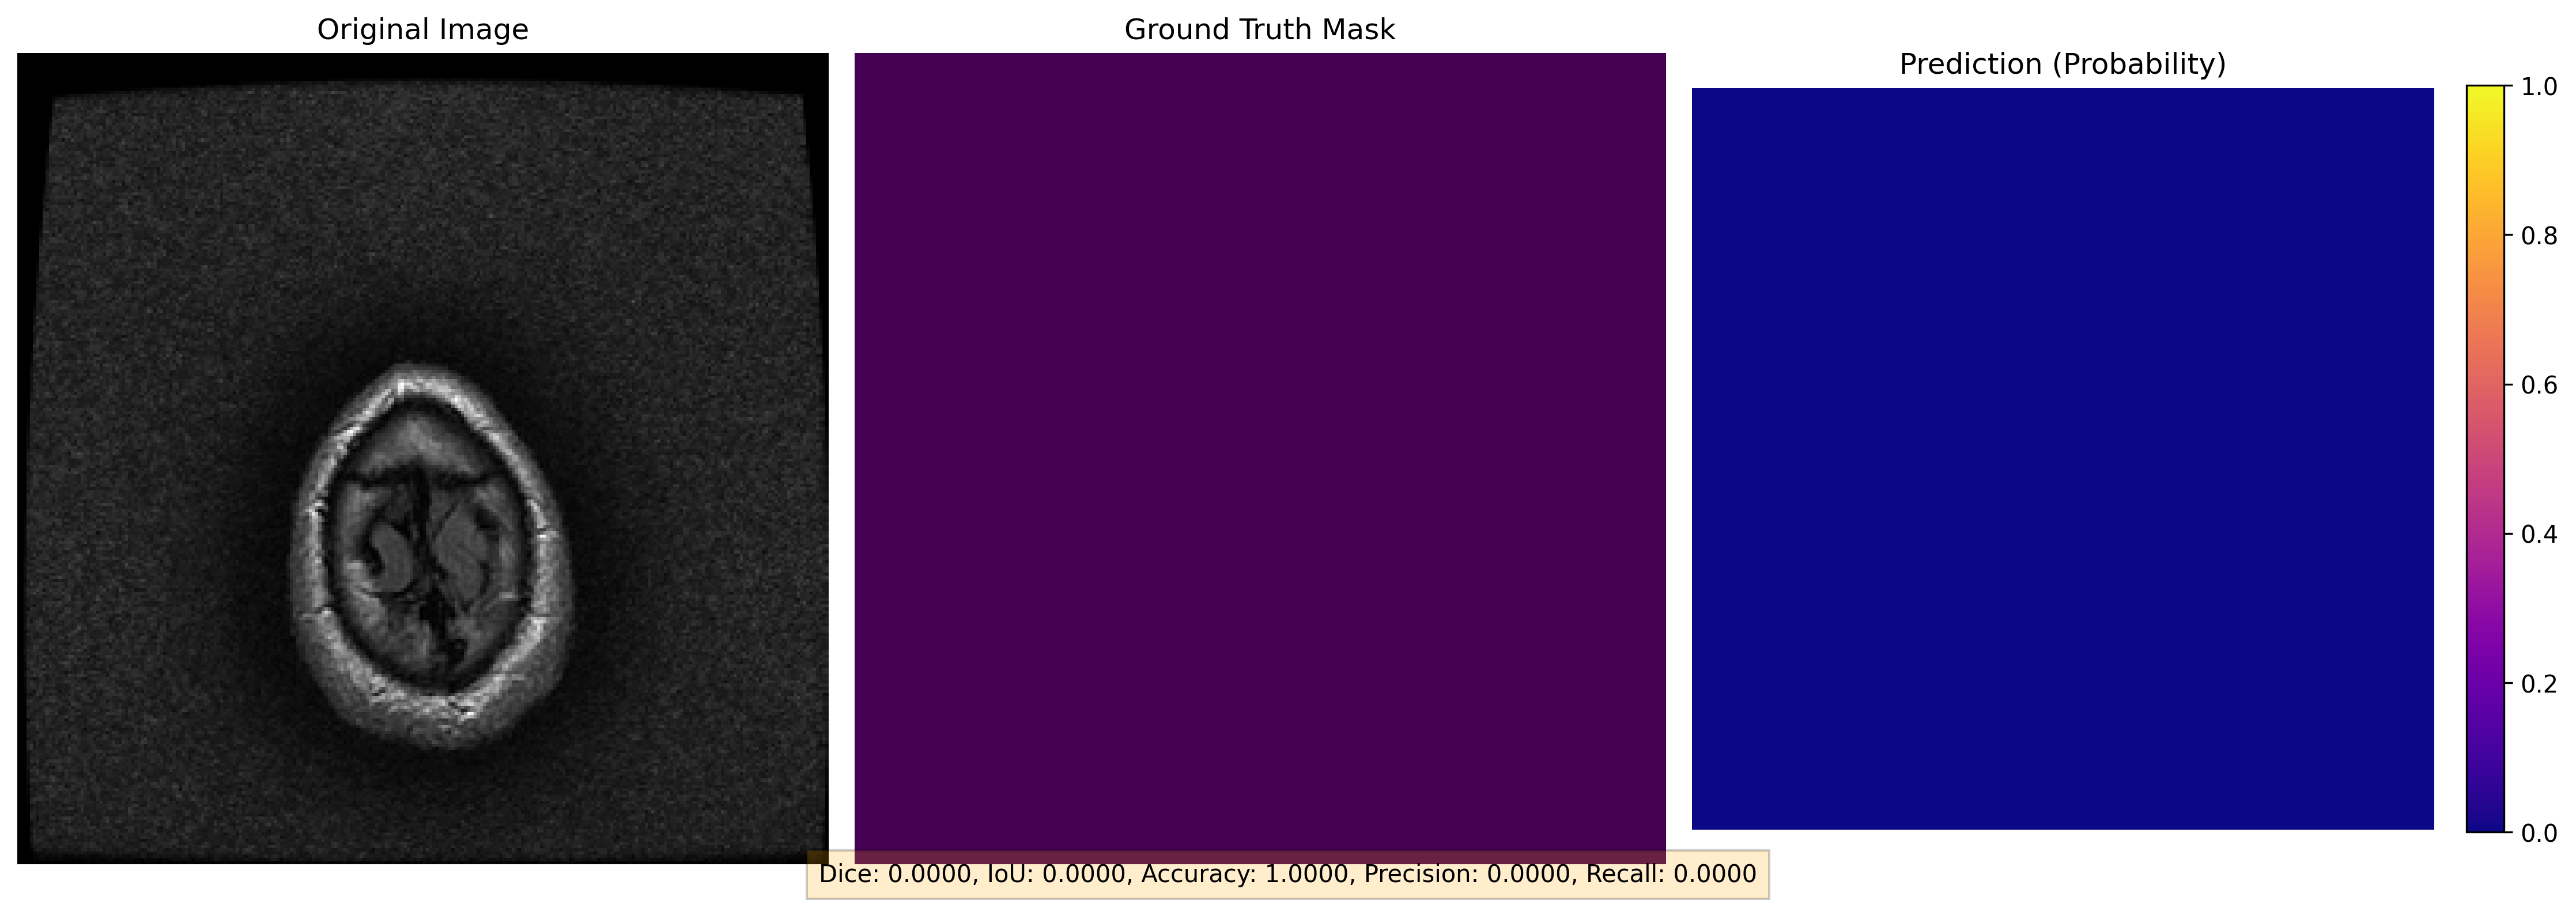 Original Image
Ground Truth Mask
Prediction (Probability)
1.0
0.8
0.6
0.4
0.2
0.0
Dice: 0.0000, IoU: 0.0000, Accuracy: 1.0000, Precision: 0.0000, Recall: 0.0000